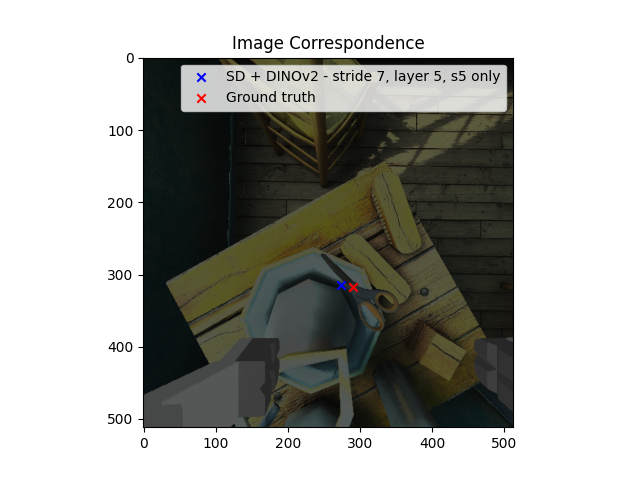 Image Correspondence
SD + DINOv2 - stride 7, layer 5, s5 only
Ground truth
0
100
200
300
400
500
0 100 200 300 400 500